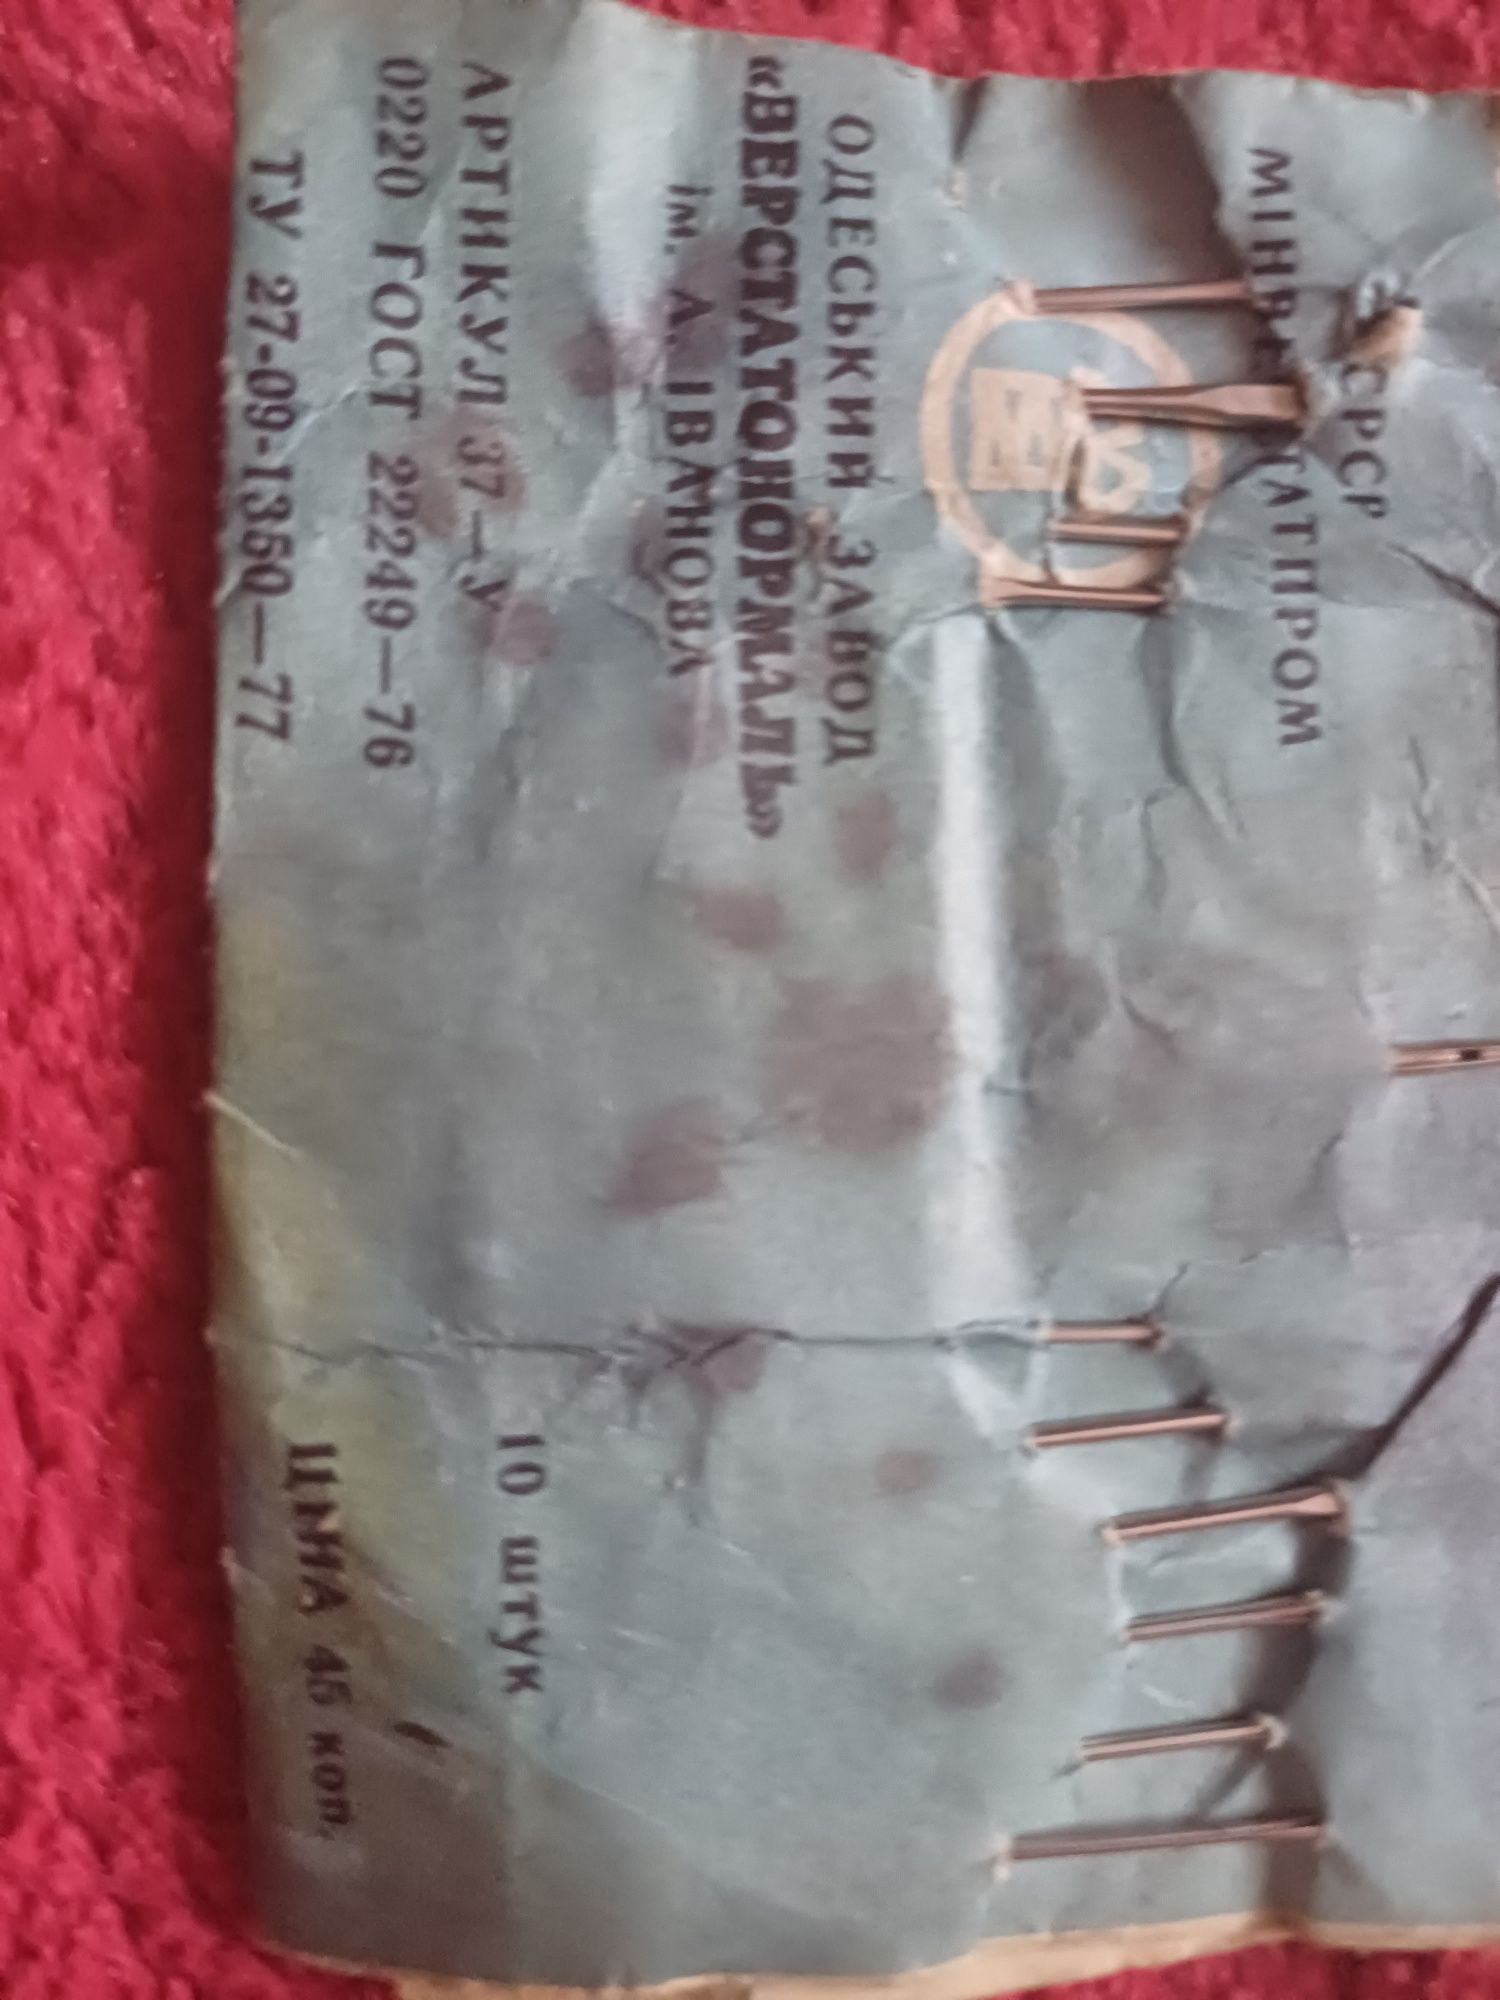 СРСР
МІНВЕРСТАТПРОМ
ОДЕСЬКИЙ ЗАВОД
«ВЕРСТАТОНОРМАЛЬ»
ім. А. ІВАНОВА
АРТИКУЛ 37–У
0220 ГОСТ 22249–76
ТУ 27-09-1360–77
10 штук
ЦІНА 45 коп.